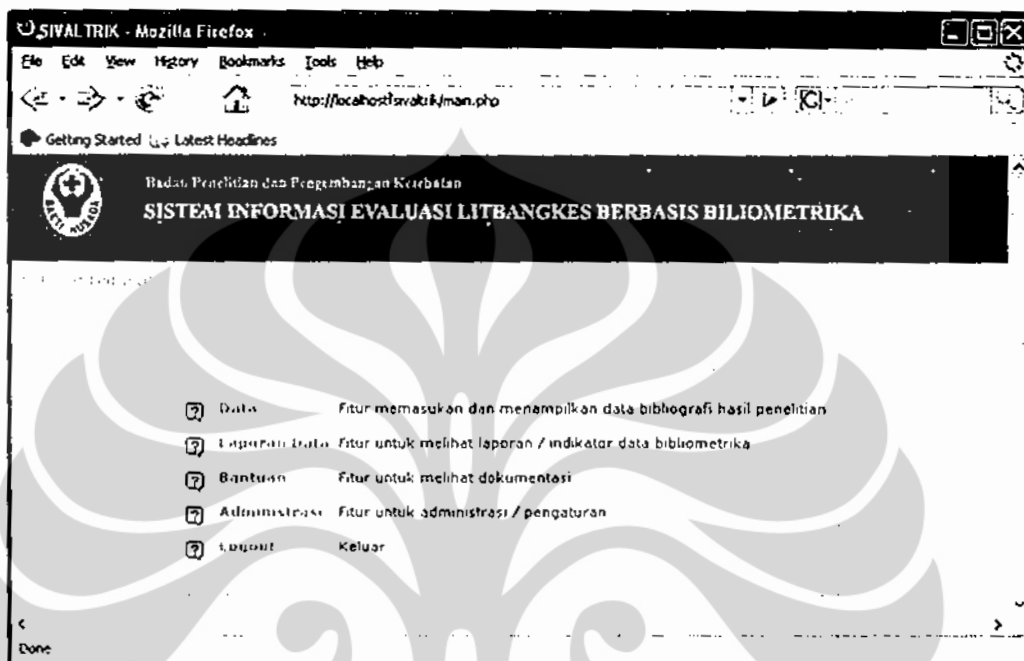 SIVALTRIK - Mozilla Firefox
File Edit View History Bookmarks Tools Help
http://localhost/sivaltrik/main.php
Getting Started Latest Headlines
BAKTI HUSADA
Badan Penelitian dan Pengembangan Kesehatan
SISTEM INFORMASI EVALUASI LITBANGKES BERBASIS BILIOMETRIKA
Data Fitur memasukan dan menampilkan data bibliografi hasil penelitian
Laporan Data Fitur untuk melihat laporan / indikator data bibliometrika
Bantuan Fitur untuk melihat dokumentasi
Administrasi Fitur untuk administrasi / pengaturan
Logout Keluar
Done